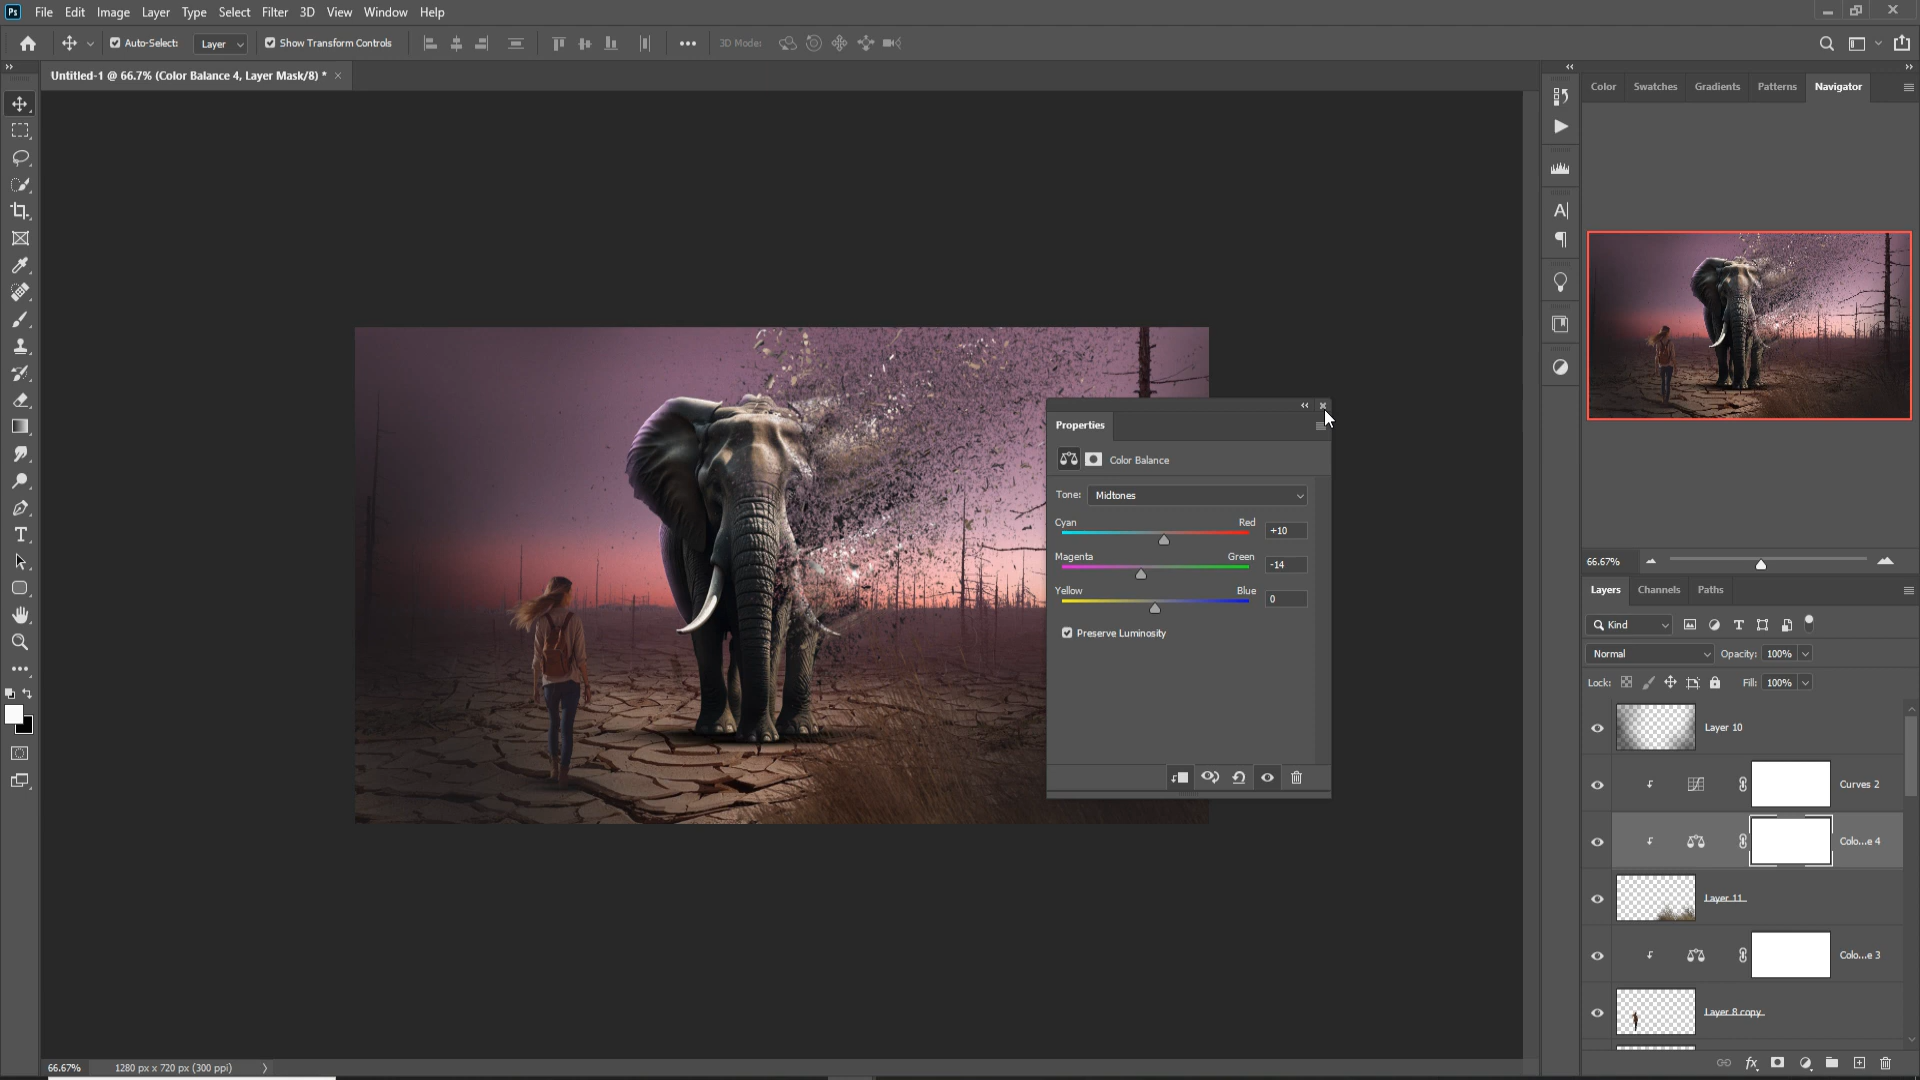 Ps File Edit Image Layer Type Select Filter 3D View Window Help
Auto-Select: Layer Show Transform Controls 3D Mode:
Untitled-1 @ 66.7% (Color Balance 4, Layer Mask/8) *
Color Swatches Gradients Patterns Navigator
Properties
Color Balance
Tone: Midtones
Cyan Red +10
Magenta Green -14
Yellow Blue 0
Preserve Luminosity
66.67%
Layers Channels Paths
Kind
Normal Opacity: 100%
Lock: Fill: 100%
Layer 10
Curves 2
Colo...e 4
Layer 11
Colo...e 3
Layer 8 copy
66.67% 1280 px x 720 px (300 ppi)